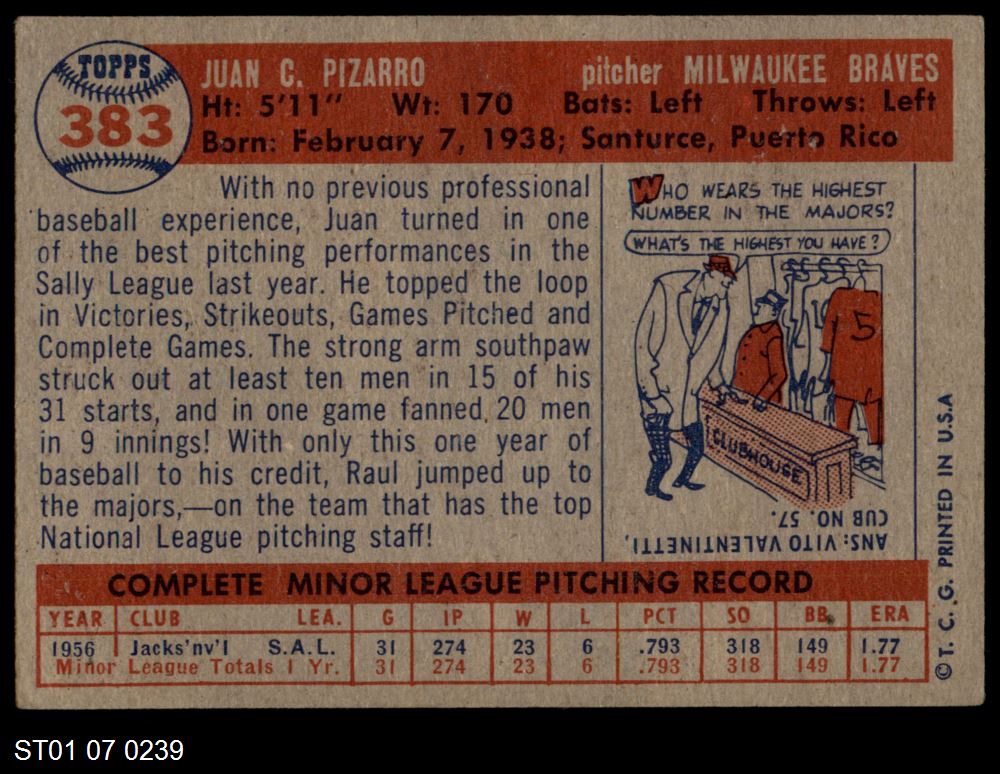 TOPPS
383
JUAN C. PIZARRO pitcher MILWAUKEE BRAVES
Ht: 5'11" Wt: 170 Bats: Left Throws: Left
Born: February 7, 1938; Santurce, Puerto Rico
With no previous professional
baseball experience, Juan turned in one
of the best pitching performances in the
Sally League last year. He topped the loop
in Victories, Strikeouts, Games Pitched and
Complete Games. The strong arm southpaw
struck out at least ten men in 15 of his
31 starts, and in one game fanned 20 men
in 9 innings! With only this one year of
baseball to his credit, Raul jumped up to
the majors,—on the team that has the top
National League pitching staff!
WHO WEARS THE HIGHEST
NUMBER IN THE MAJORS?
WHAT'S THE HIGHEST YOU HAVE?
5
CLUBHOUSE
ANS: VITO VALENTINETTI,
CUB NO. 57.
COMPLETE MINOR LEAGUE PITCHING RECORD
YEAR CLUB LEA. G IP W L PCT SO BB ERA
1956 Jacks'nv'l S.A.L. 31 274 23 6 .793 318 149 1.77
Minor League Totals 1 Yr. 31 274 23 6 .793 318 149 1.77
© T. C. G. PRINTED IN U.S.A
ST01 07 0239